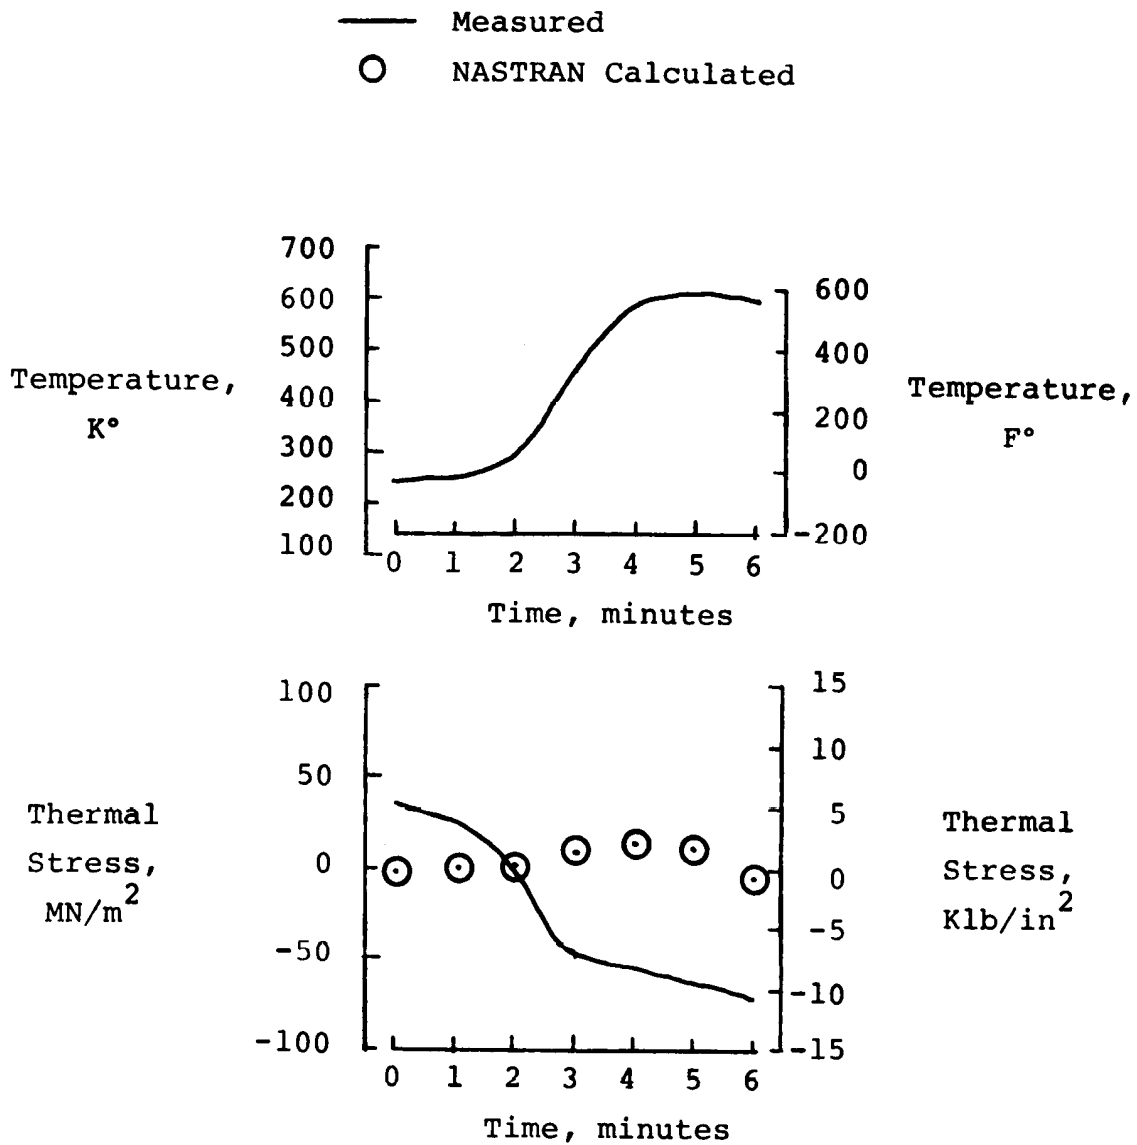 Measured
NASTRAN Calculated
700
600
500
400
300
200
100
Temperature,
K°
600
400
200
0
-200
Temperature,
F°
0 1 2 3 4 5 6
Time, minutes
100
50
0
-50
-100
Thermal
Stress,
MN/m2
15
10
5
0
-5
-10
-15
Thermal
Stress,
Klb/in2
0 1 2 3 4 5 6
Time, minutes